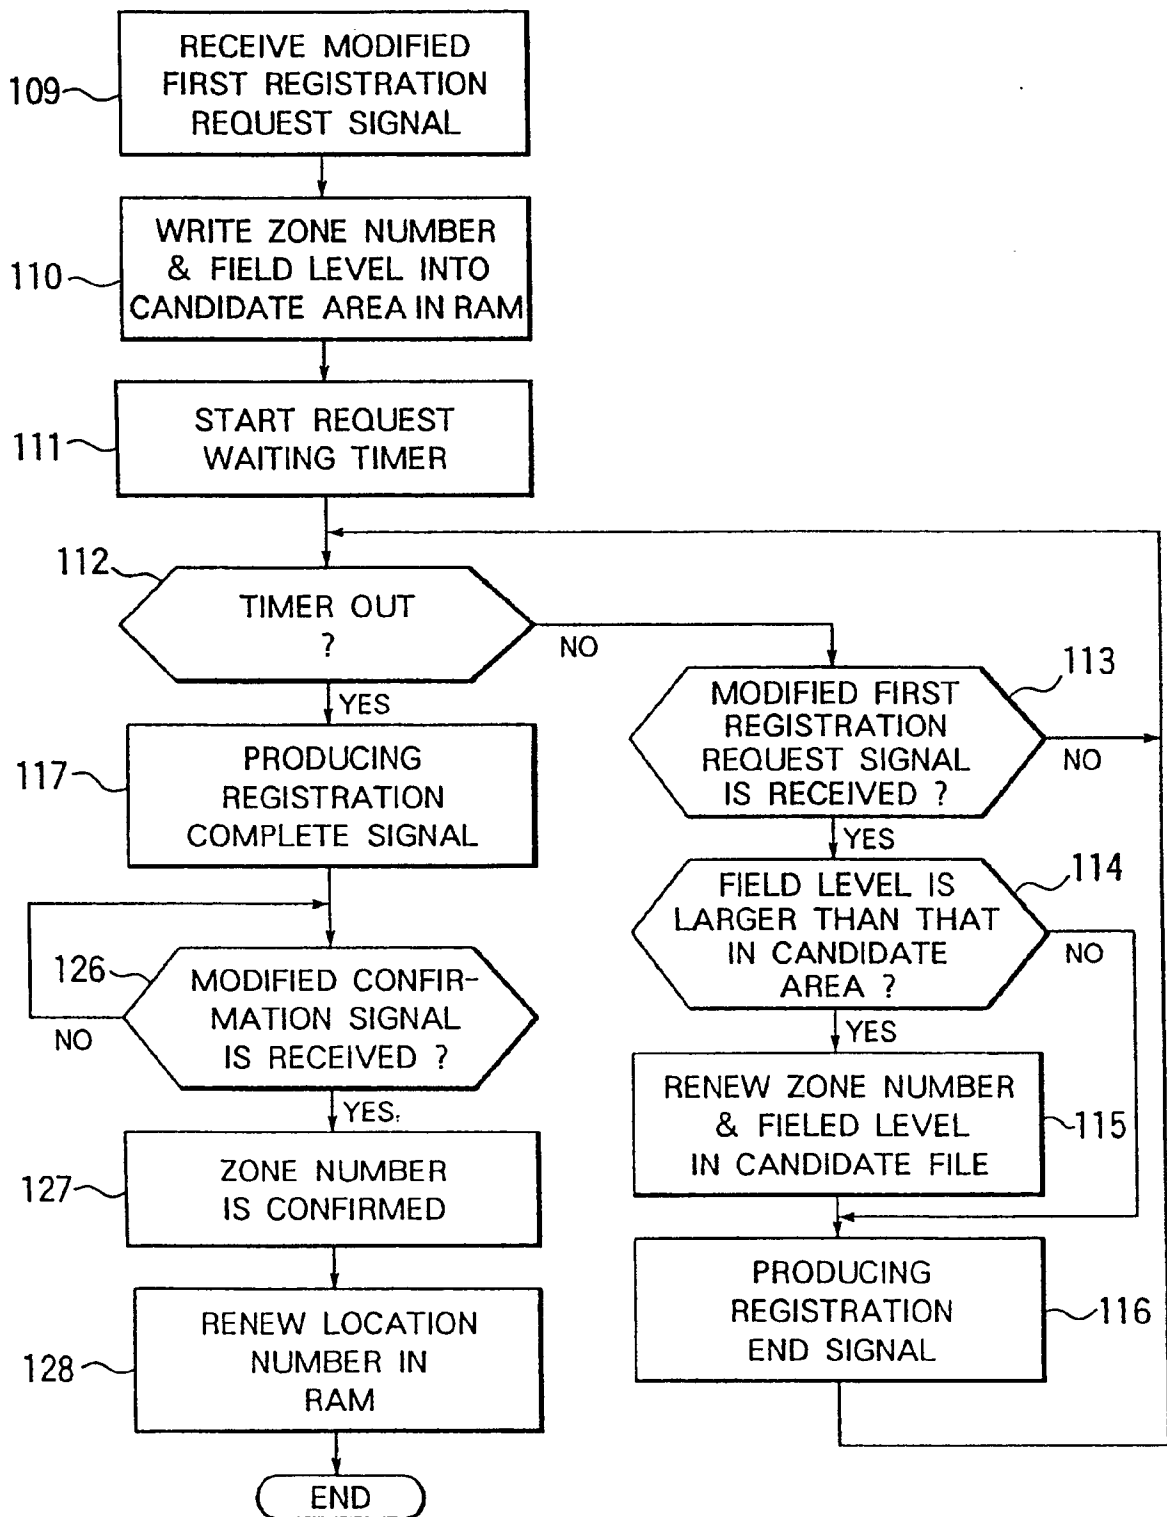 109
RECEIVE MODIFIED
FIRST REGISTRATION
REQUEST SIGNAL
110
WRITE ZONE NUMBER
& FIELD LEVEL INTO
CANDIDATE AREA IN RAM
111
START REQUEST
WAITING TIMER
112
TIMER OUT
?
NO
YES
113
MODIFIED FIRST
REGISTRATION
REQUEST SIGNAL
IS RECEIVED ?
NO
YES
114
FIELD LEVEL IS
LARGER THAN THAT
IN CANDIDATE
AREA ?
NO
YES
RENEW ZONE NUMBER
& FIELED LEVEL
IN CANDIDATE FILE
115
PRODUCING
REGISTRATION
END SIGNAL
116
117
PRODUCING
REGISTRATION
COMPLETE SIGNAL
126
MODIFIED CONFIR-
MATION SIGNAL
IS RECEIVED ?
NO
YES
127
ZONE NUMBER
IS CONFIRMED
128
RENEW LOCATION
NUMBER IN
RAM
END